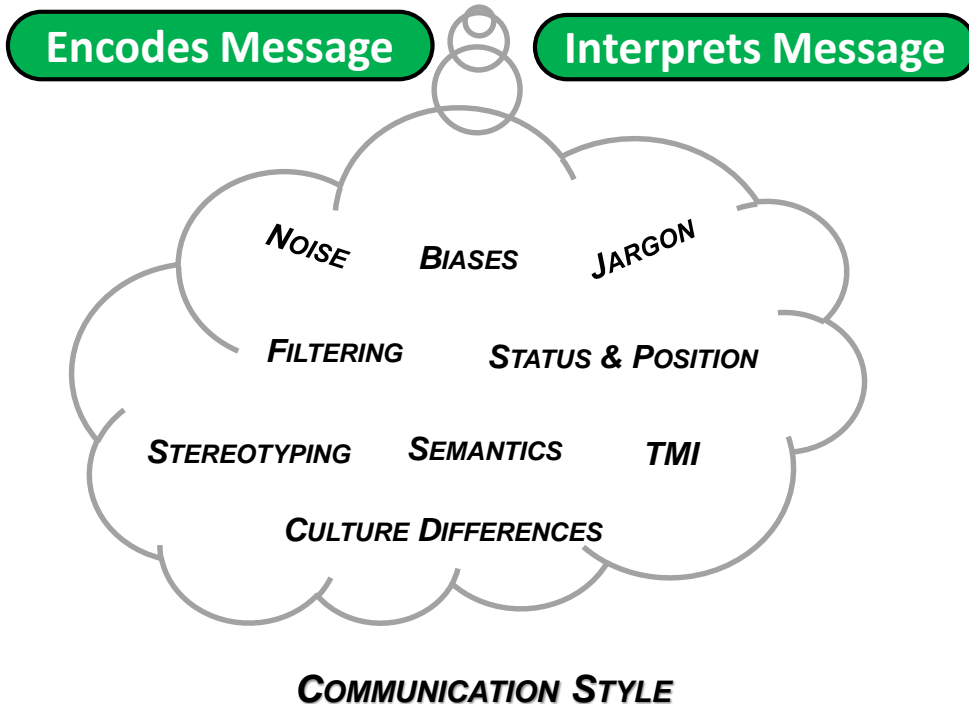 Encodes Message Interprets Message
NOISE BIASES JARGON
FILTERING STATUS & POSITION
STEREOTYPING SEMANTICS TMI
CULTURE DIFFERENCES
COMMUNICATION STYLE